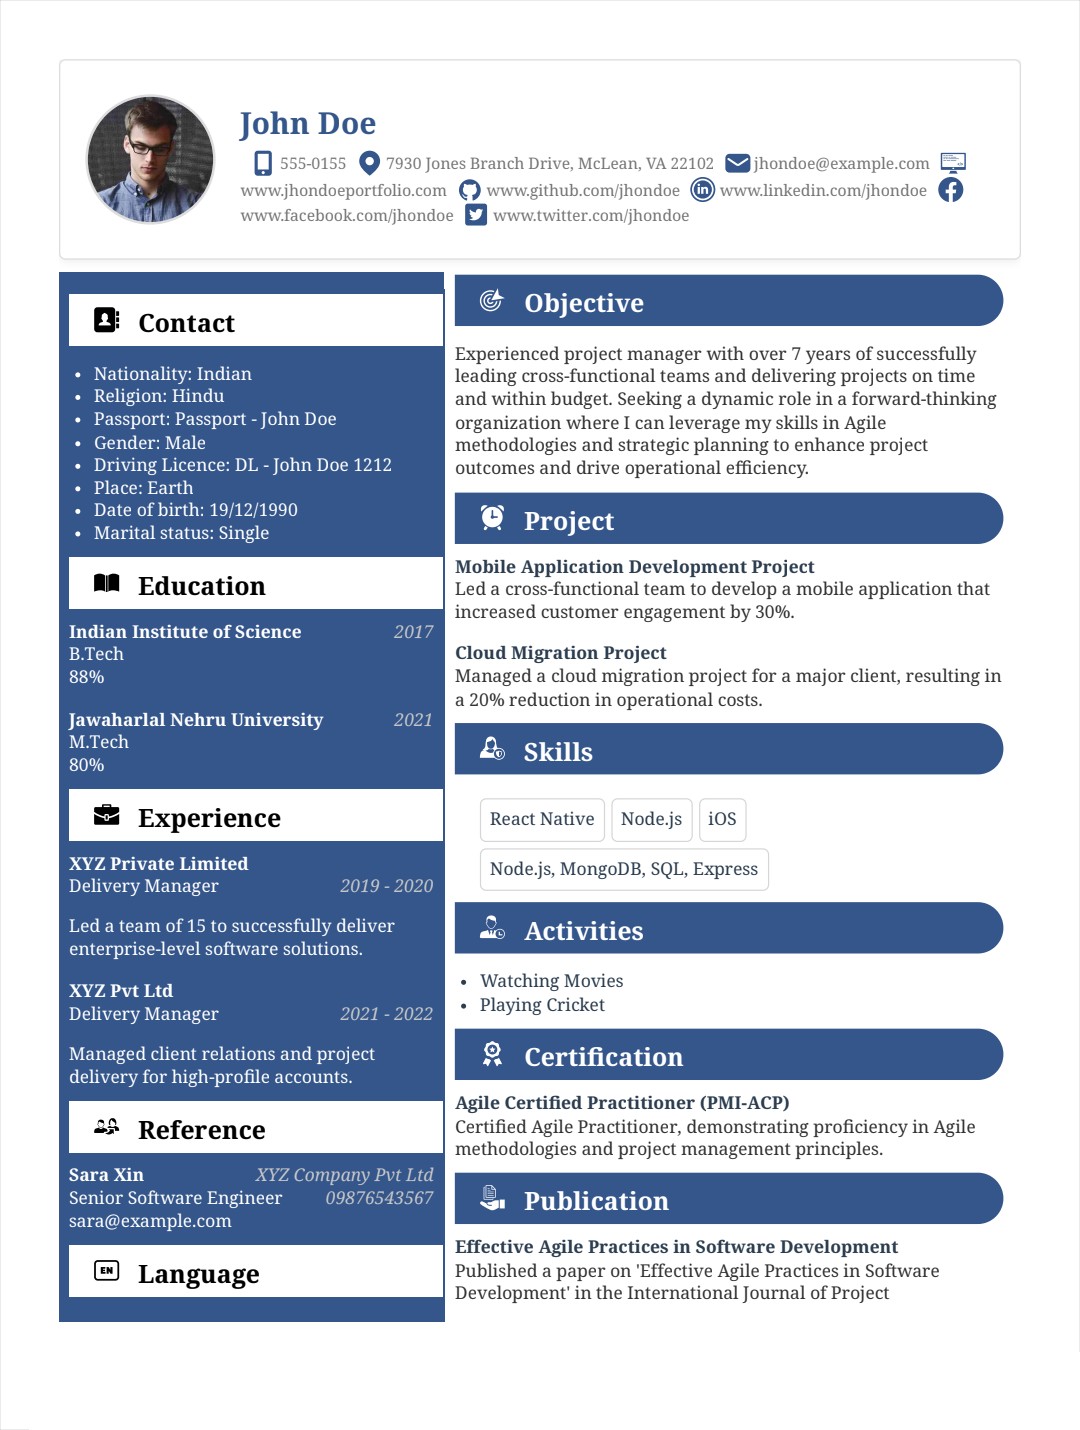 John Doe
555-0155 7930 Jones Branch Drive, McLean, VA 22102 jhondoe@example.com
www.jhondoeportfolio.com www.github.com/jhondoe www.linkedin.com/jhondoe
www.facebook.com/jhondoe www.twitter.com/jhondoe
Contact
• Nationality: Indian
• Religion: Hindu
• Passport: Passport - John Doe
• Gender: Male
• Driving Licence: DL - John Doe 1212
• Place: Earth
• Date of birth: 19/12/1990
• Marital status: Single
Education
Indian Institute of Science 2017
B.Tech
88%
Jawaharlal Nehru University 2021
M.Tech
80%
Experience
XYZ Private Limited
Delivery Manager 2019 - 2020
Led a team of 15 to successfully deliver
enterprise-level software solutions.
XYZ Pvt Ltd
Delivery Manager 2021 - 2022
Managed client relations and project
delivery for high-profile accounts.
Reference
Sara Xin XYZ Company Pvt Ltd
Senior Software Engineer 09876543567
sara@example.com
EN Language
Objective
Experienced project manager with over 7 years of successfully
leading cross-functional teams and delivering projects on time
and within budget. Seeking a dynamic role in a forward-thinking
organization where I can leverage my skills in Agile
methodologies and strategic planning to enhance project
outcomes and drive operational efficiency.
Project
Mobile Application Development Project
Led a cross-functional team to develop a mobile application that
increased customer engagement by 30%.
Cloud Migration Project
Managed a cloud migration project for a major client, resulting in
a 20% reduction in operational costs.
Skills
React Native Node.js iOS
Node.js, MongoDB, SQL, Express
Activities
• Watching Movies
• Playing Cricket
Certification
Agile Certified Practitioner (PMI-ACP)
Certified Agile Practitioner, demonstrating proficiency in Agile
methodologies and project management principles.
Publication
Effective Agile Practices in Software Development
Published a paper on 'Effective Agile Practices in Software
Development' in the International Journal of Project